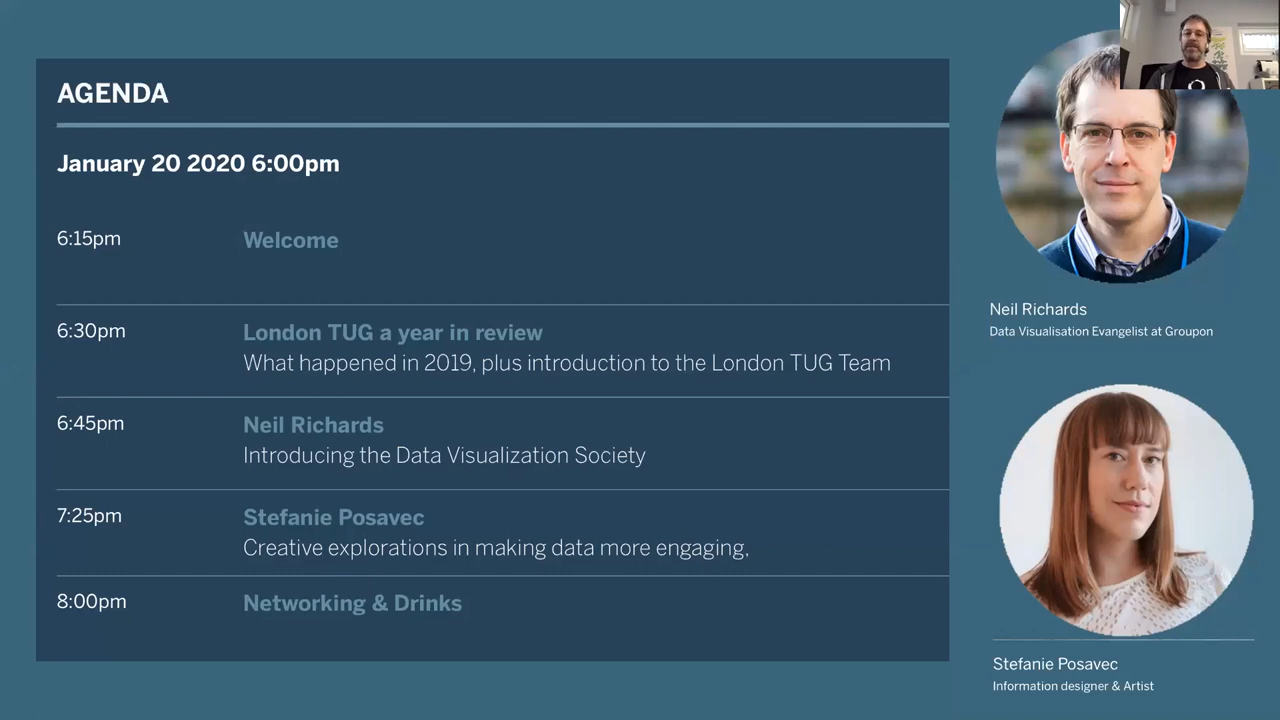 AGENDA
January 20 2020 6:00pm
6:15pm Welcome
6:30pm London TUG a year in review
What happened in 2019, plus introduction to the London TUG Team
6:45pm Neil Richards
Introducing the Data Visualization Society
7:25pm Stefanie Posavec
Creative explorations in making data more engaging,
8:00pm Networking & Drinks
Neil Richards
Data Visualisation Evangelist at Groupon
Stefanie Posavec
Information designer & Artist